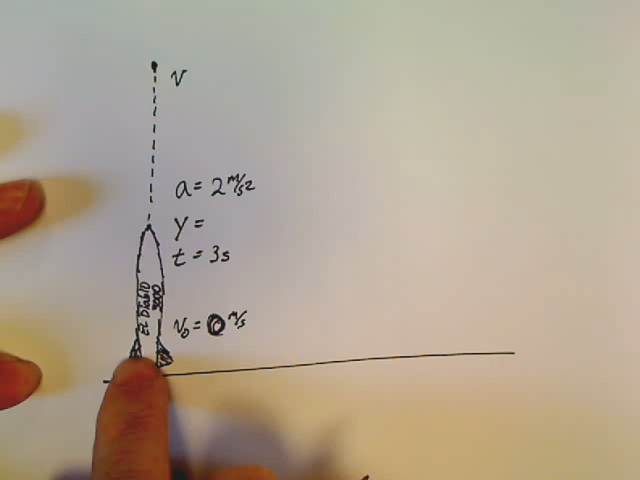 v
a = 2 m/s2
y =
t = 3s
El Diablo
3000
v0 = 0 m/s